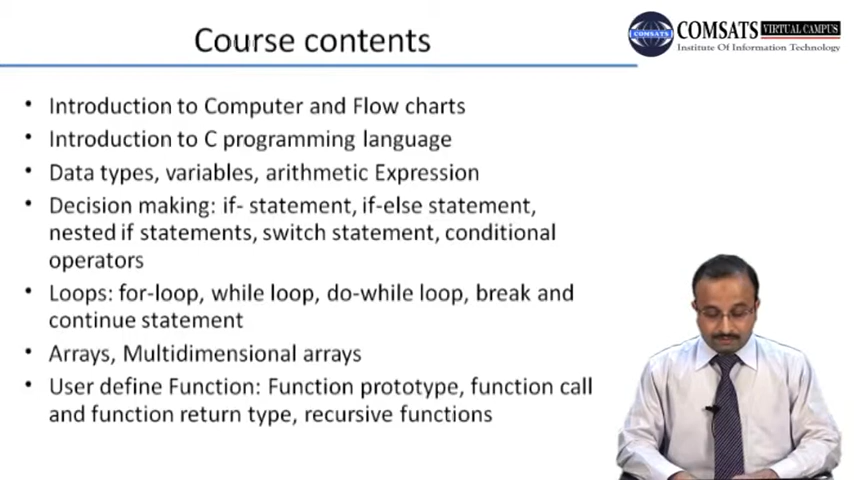 Course contents
COMSATS VIRTUAL CAMPUS
Institute Of Information Technology
COMSATS
• Introduction to Computer and Flow charts
• Introduction to C programming language
• Data types, variables, arithmetic Expression
• Decision making: if- statement, if-else statement,
nested if statements, switch statement, conditional
operators
• Loops: for-loop, while loop, do-while loop, break and
continue statement
• Arrays, Multidimensional arrays
• User define Function: Function prototype, function call
and function return type, recursive functions